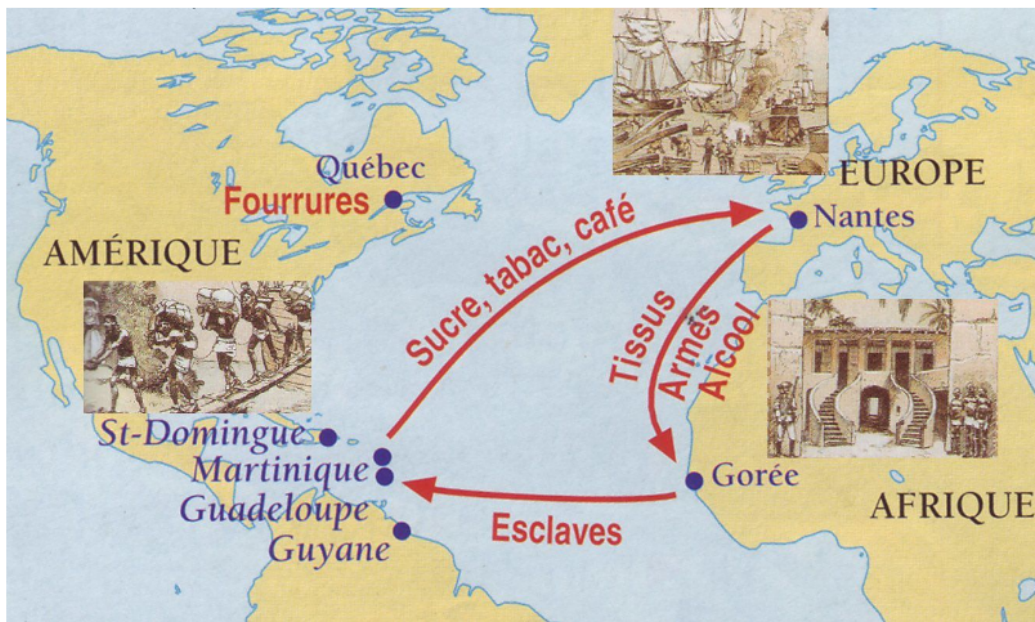 Québec
Fourrures
AMÉRIQUE
EUROPE
Nantes
Sucre, tabac, café
Tissus
Armes
Alcool
St-Domingue
Martinique
Guadeloupe
Guyane
Gorée
AFRIQUE
Esclaves